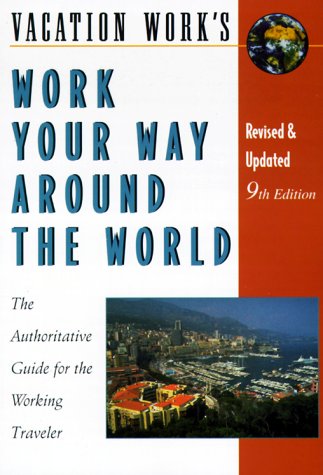 VACATION WORK'S
WORK
YOUR WAY
AROUND
THE WORLD
Revised &
Updated
9th Edition
The
Authoritative
Guide for the
Working
Traveler